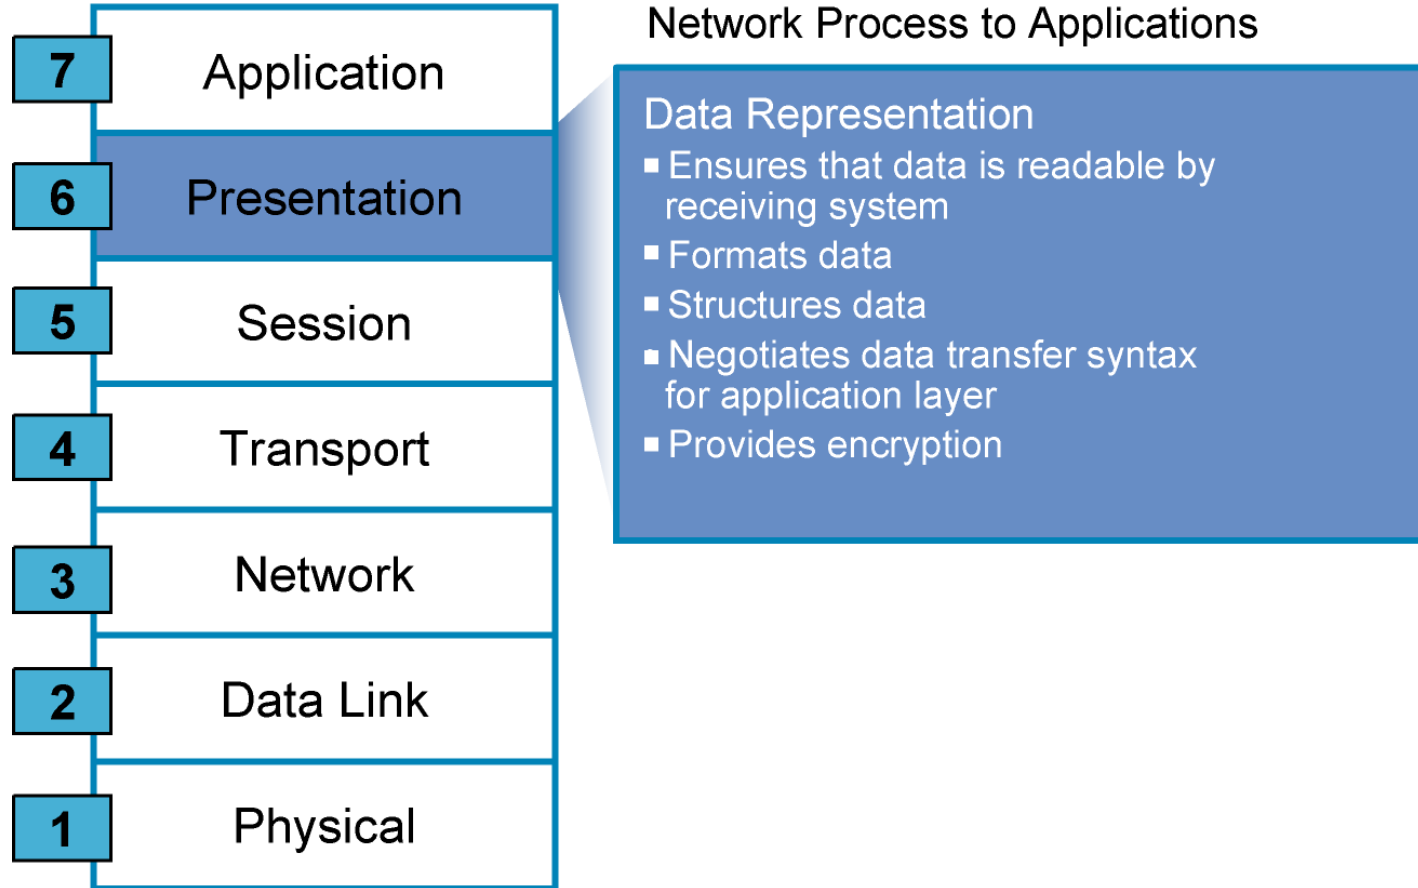 7
Application
6
Presentation
5
Session
4
Transport
3
Network
2
Data Link
1
Physical
Network Process to Applications
Data Representation
▪ Ensures that data is readable by
receiving system
▪ Formats data
▪ Structures data
▪ Negotiates data transfer syntax
for application layer
▪ Provides encryption